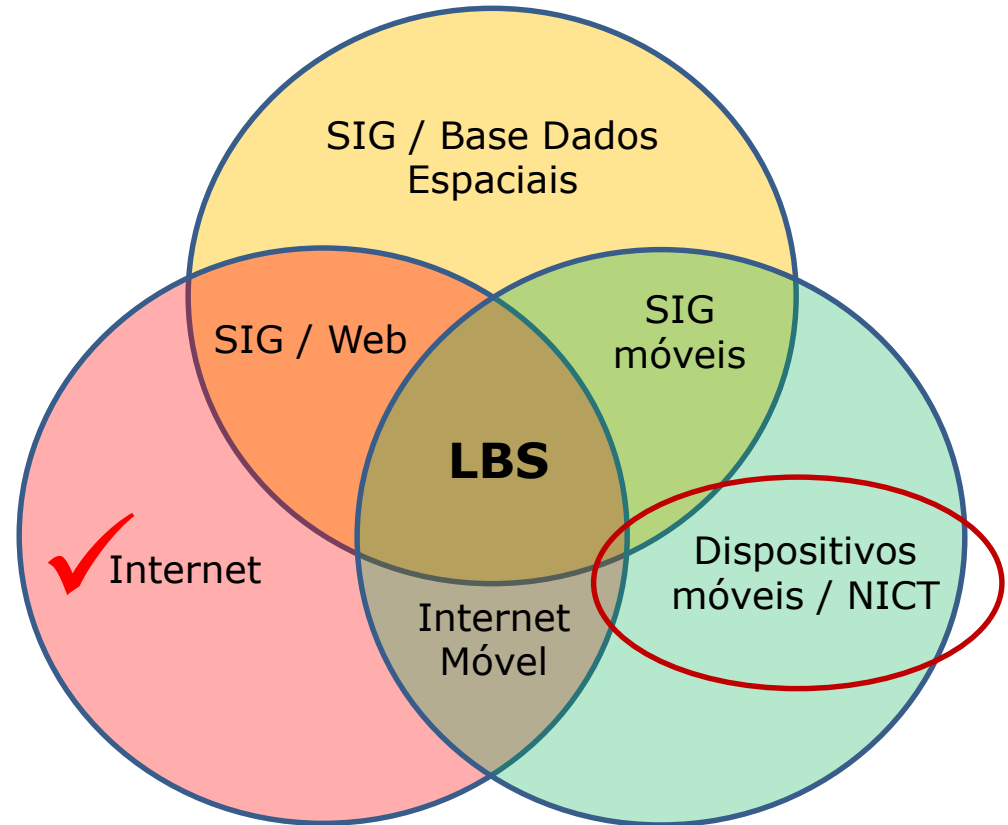 SIG / Base Dados
Espaciais
SIG / Web
SIG
móveis
LBS
Internet
Dispositivos
móveis / NICT
Internet
Móvel